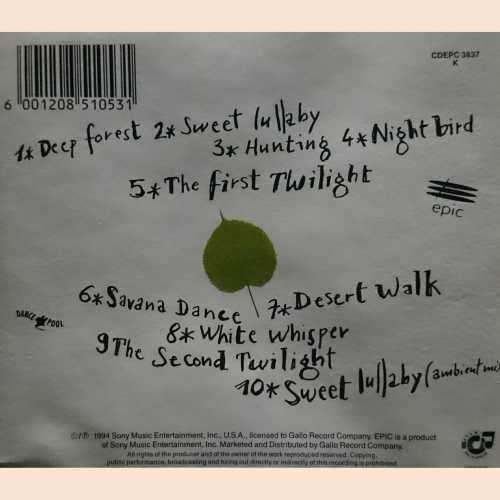 CDEPC 3837
K
6 001208 510531
1* Deep forest 2* Sweet lullaby
3* Hunting 4* Night bird
5* The first Twilight
epic
6* Savana Dance 7* Desert Walk
DANCE POOL
8* White Whisper
9 The Second Twilight
10* Sweet lullaby (ambient mi
©/℗ 1994 Sony Music Entertainment, Inc., U.S.A., licensed to Gallo Record Company. EPIC is a product
of Sony Music Entertainment, Inc. Marketed and Distributed by Gallo Record Company.
All rights of the producer and of the owner of the work reproduced reserved. Copying,
public performance, broadcasting and hiring out directly or indirectly of this recording is prohibited